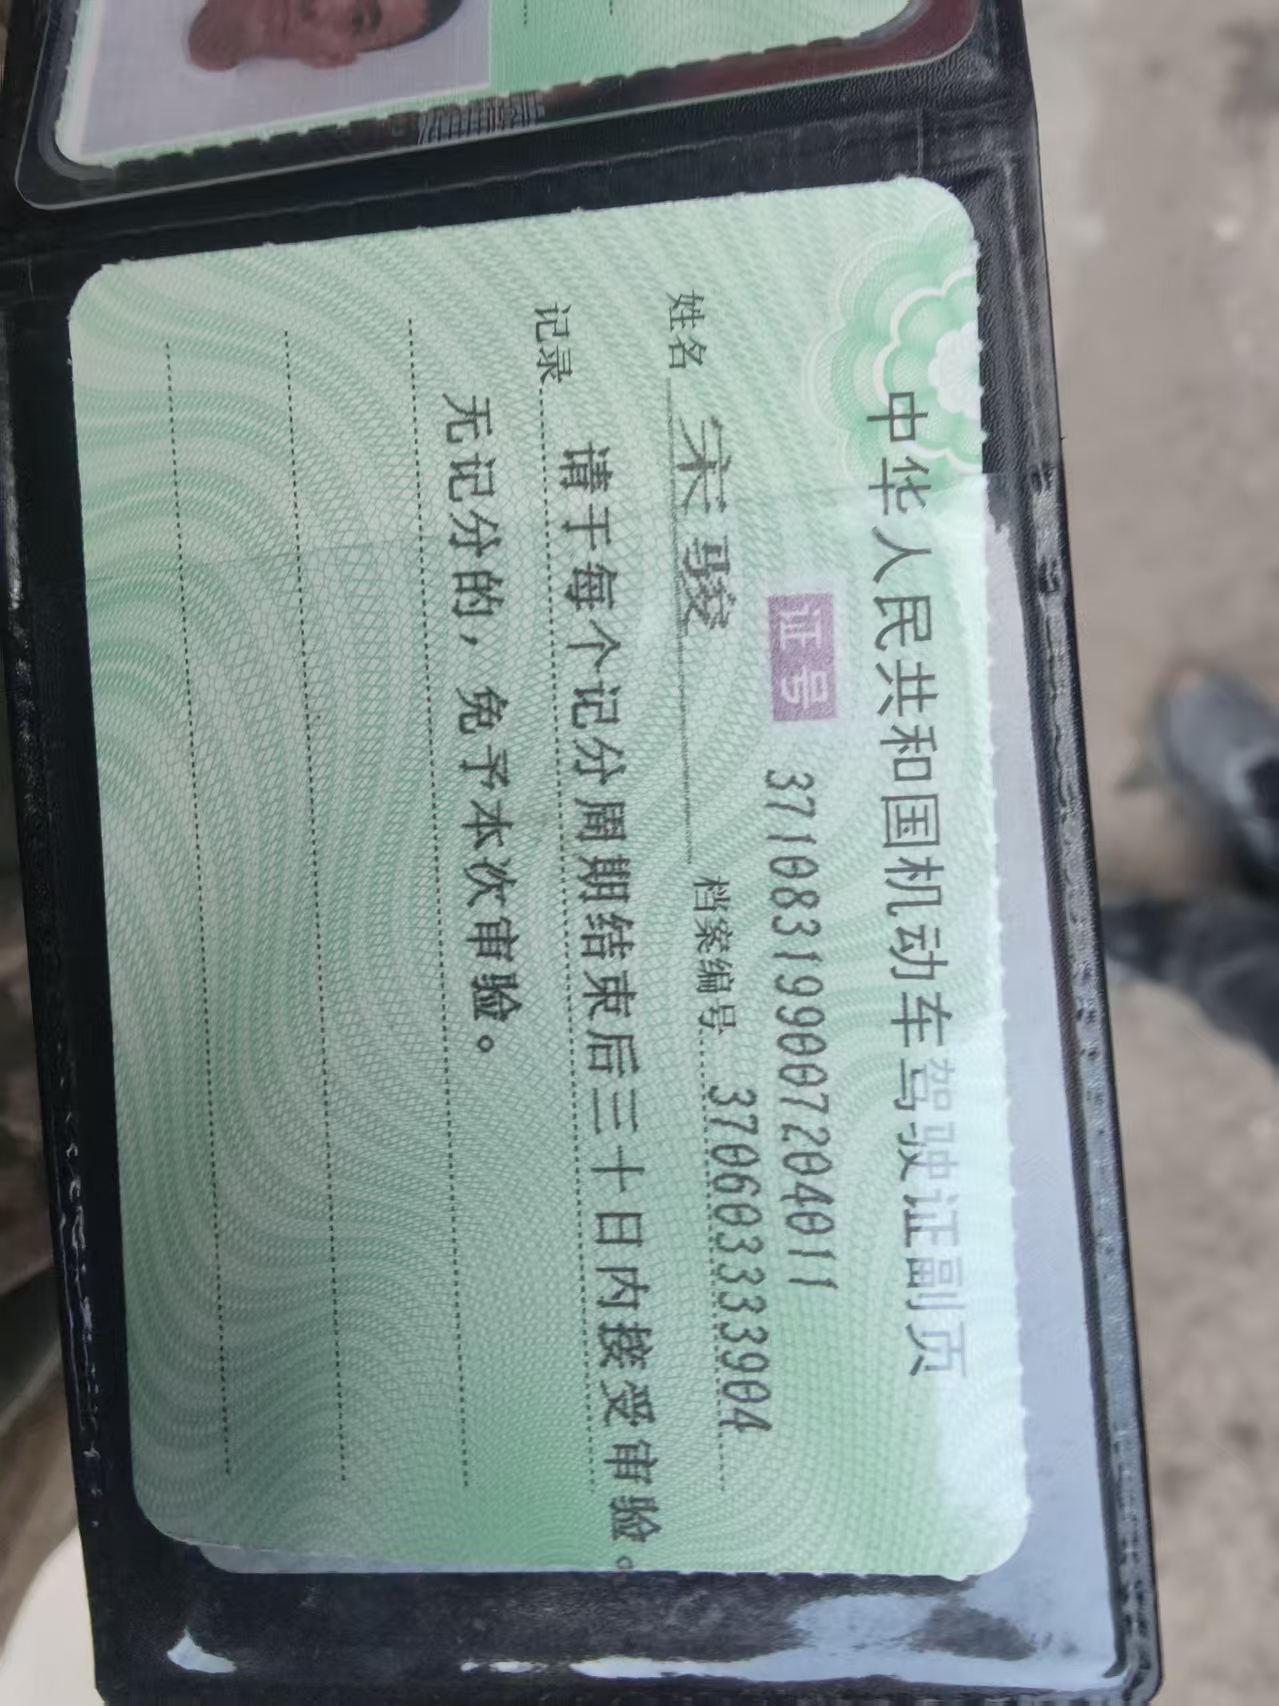 中华人民共和国机动车驾驶证副页
证号 371083199007204011
姓名 宋骏 档案编号 370603333904
记录 请于每个记分周期结束后三十日内接受审验。
无记分的，免予本次审验。